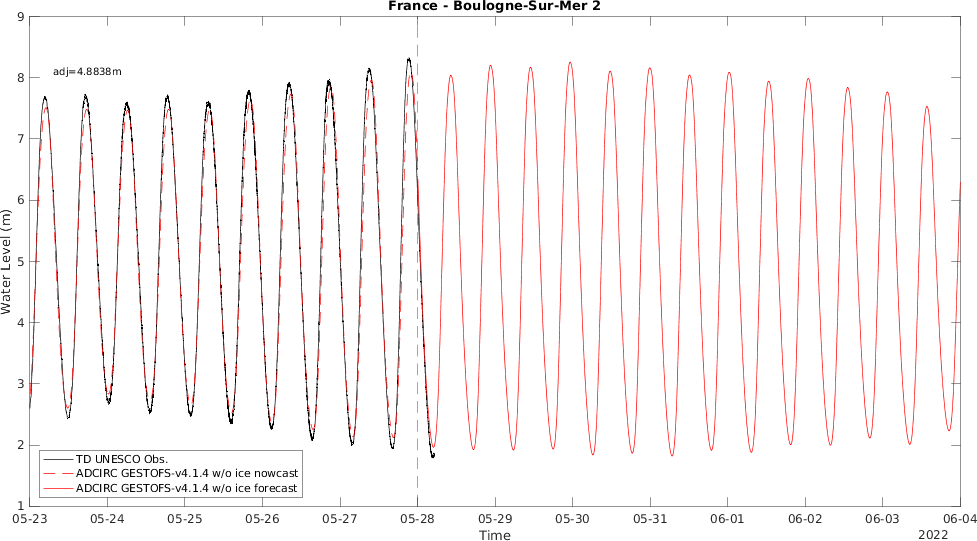 France - Boulogne-Sur-Mer 2
9
8
7
6
5
4
3
2
1
Water Level (m)
adj=4.8838m
TD UNESCO Obs.
ADCIRC GESTOFS-v4.1.4 w/o ice nowcast
ADCIRC GESTOFS-v4.1.4 w/o ice forecast
05-23 05-24 05-25 05-26 05-27 05-28 05-29 05-30 05-31 06-01 06-02 06-03 06-04
Time
2022